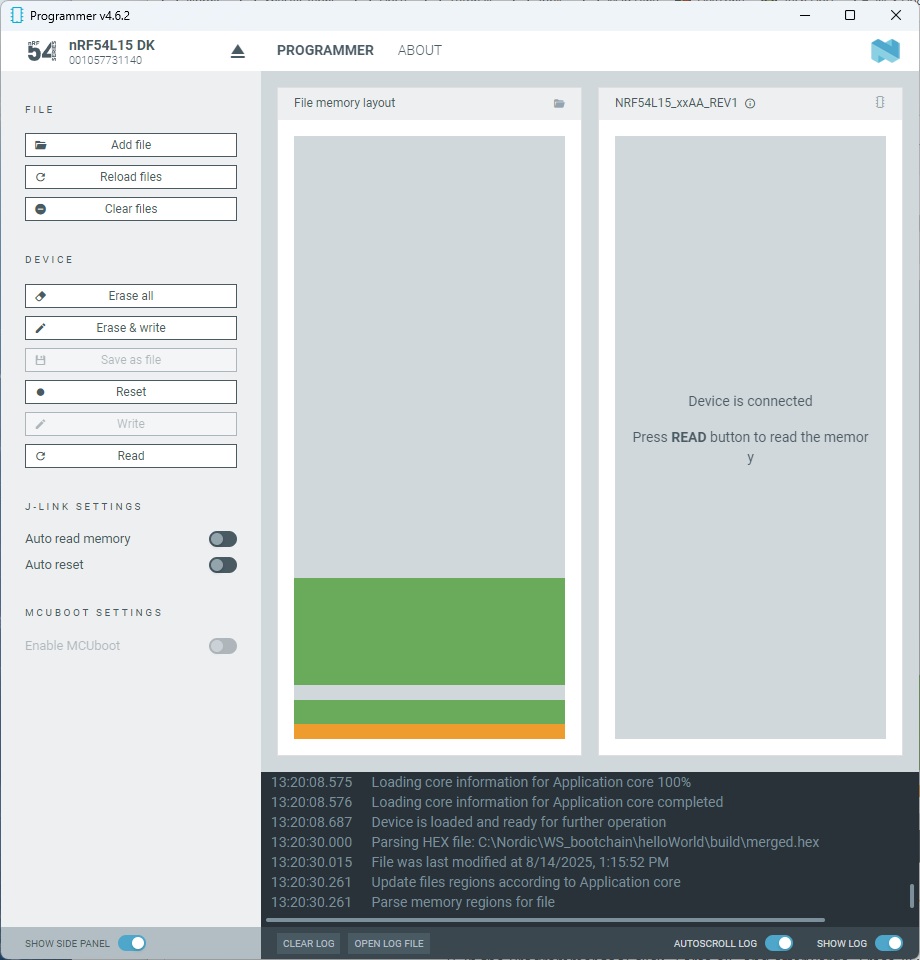 Programmer v4.6.2
nRF
54
SERIES
nRF54L15 DK
001057731140
PROGRAMMER
ABOUT
FILE
Add file
Reload files
Clear files
DEVICE
Erase all
Erase & write
Save as file
Reset
Write
Read
J-LINK SETTINGS
Auto read memory
Auto reset
MCUBOOT SETTINGS
Enable MCUboot
SHOW SIDE PANEL
File memory layout
NRF54L15_xxAA_REV1
Device is connected
Press READ button to read the memor
y
13:20:08.575 Loading core information for Application core 100%
13:20:08.576 Loading core information for Application core completed
13:20:08.687 Device is loaded and ready for further operation
13:20:30.000 Parsing HEX file: C:\Nordic\WS_bootchain\helloWorld\build\merged.hex
13:20:30.015 File was last modified at 8/14/2025, 1:15:52 PM
13:20:30.261 Update files regions according to Application core
13:20:30.261 Parse memory regions for file
CLEAR LOG
OPEN LOG FILE
AUTOSCROLL LOG
SHOW LOG